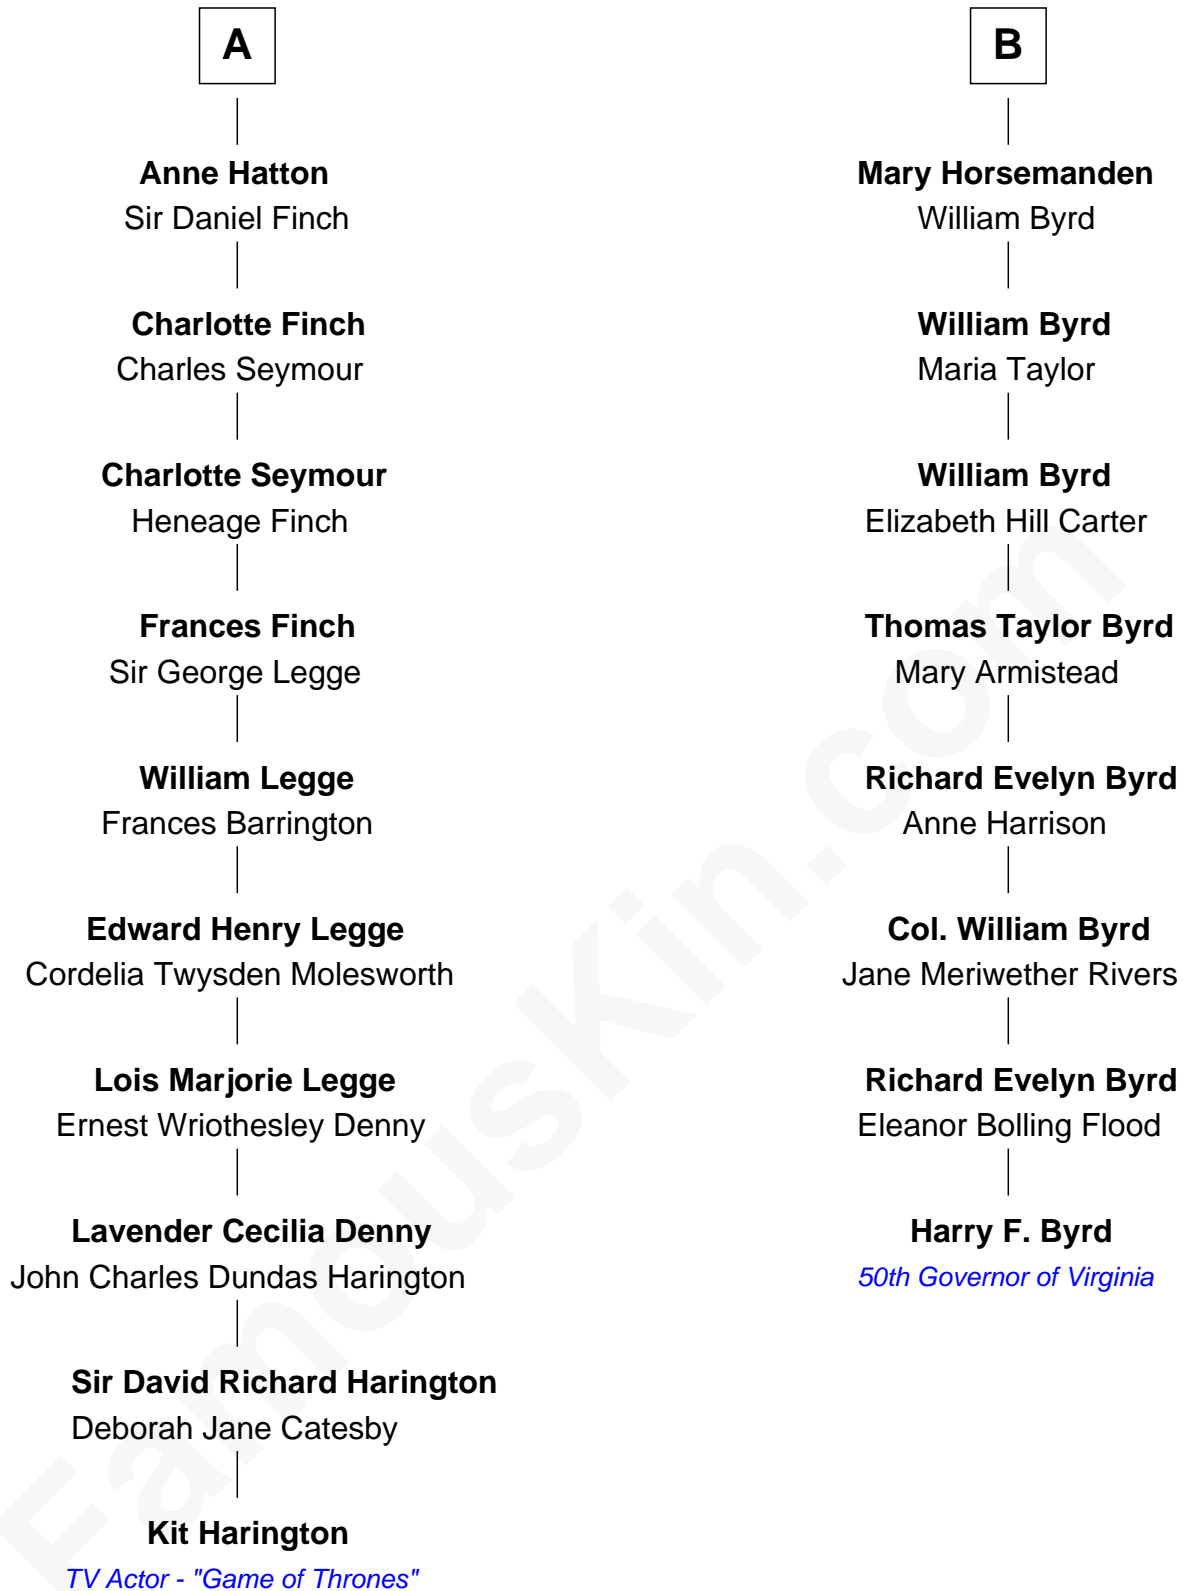 A
Anne Hatton
Sir Daniel Finch
Charlotte Finch
Charles Seymour
Charlotte Seymour
Heneage Finch
Frances Finch
Sir George Legge
William Legge
Frances Barrington
Edward Henry Legge
Cordelia Twysden Molesworth
Lois Marjorie Legge
Ernest Wriothesley Denny
Lavender Cecilia Denny
John Charles Dundas Harington
Sir David Richard Harington
Deborah Jane Catesby
Kit Harington
TV Actor - "Game of Thrones"
B
Mary Horsemanden
William Byrd
William Byrd
Maria Taylor
William Byrd
Elizabeth Hill Carter
Thomas Taylor Byrd
Mary Armistead
Richard Evelyn Byrd
Anne Harrison
Col. William Byrd
Jane Meriwether Rivers
Richard Evelyn Byrd
Eleanor Bolling Flood
Harry F. Byrd
50th Governor of Virginia
FamousKin.com